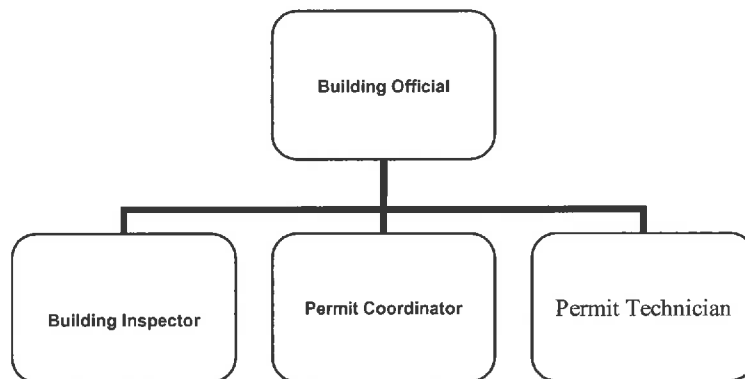 Building Official
Building Inspector
Permit Coordinator
Permit Technician